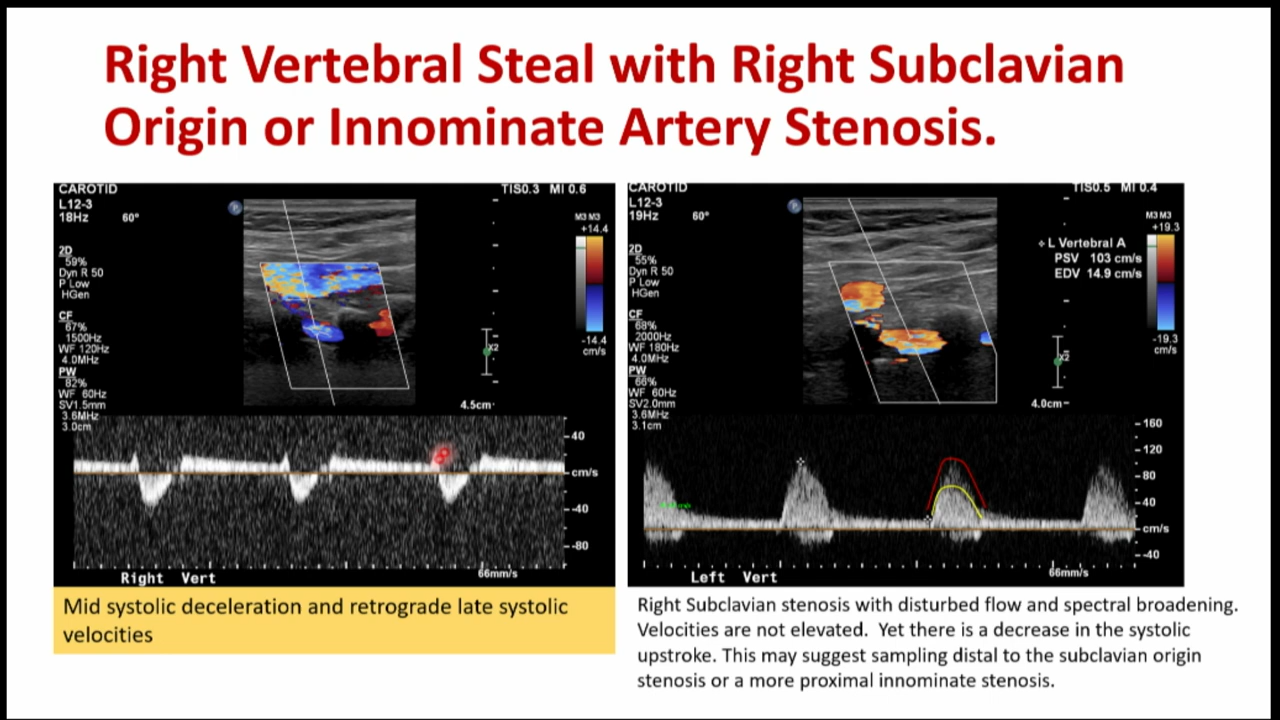 Right Vertebral Steal with Right Subclavian
Origin or Innominate Artery Stenosis.
CAROTID
TIS0.3 MI 0.6
L12-3
18Hz 60°
M3 M3
+14.4
2D
59%
Dyn R 50
P Low
HGen
CF
67%
1500Hz
WF 120Hz
4.0MHz
PW
82%
WF 60Hz
SV1.5mm
3.6MHz
3.0cm
-14.4
cm/s
x2
4.5cm
40
cm/s
-40
-80
66mm/s
Right Vert
Mid systolic deceleration and retrograde late systolic
velocities
CAROTID
TIS0.5 MI 0.4
L12-3
19Hz 60°
M3 M3
+19.3
L Vertebral A
PSV 103 cm/s
EDV 14.9 cm/s
2D
55%
Dyn R 50
P Low
HGen
CF
68%
2000Hz
WF 180Hz
4.0MHz
PW
66%
WF 60Hz
SV2.0mm
3.6MHz
3.1cm
-19.3
cm/s
x2
4.0cm
160
120
80
40
cm/s
-40
66mm/s
Left Vert
Right Subclavian stenosis with disturbed flow and spectral broadening.
Velocities are not elevated. Yet there is a decrease in the systolic
upstroke. This may suggest sampling distal to the subclavian origin
stenosis or a more proximal innominate stenosis.